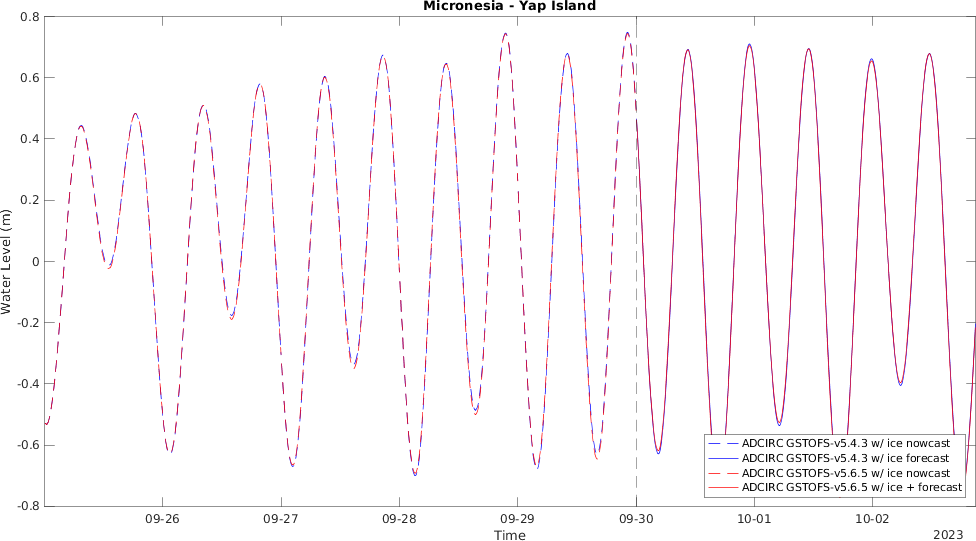 Micronesia - Yap Island
0.8
0.6
0.4
0.2
0
-0.2
-0.4
-0.6
-0.8
Water Level (m)
09-26
09-27
09-28
09-29
09-30
10-01
10-02
Time
2023
ADCIRC GSTOFS-v5.4.3 w/ ice nowcast
ADCIRC GSTOFS-v5.4.3 w/ ice forecast
ADCIRC GSTOFS-v5.6.5 w/ ice nowcast
ADCIRC GSTOFS-v5.6.5 w/ ice + forecast